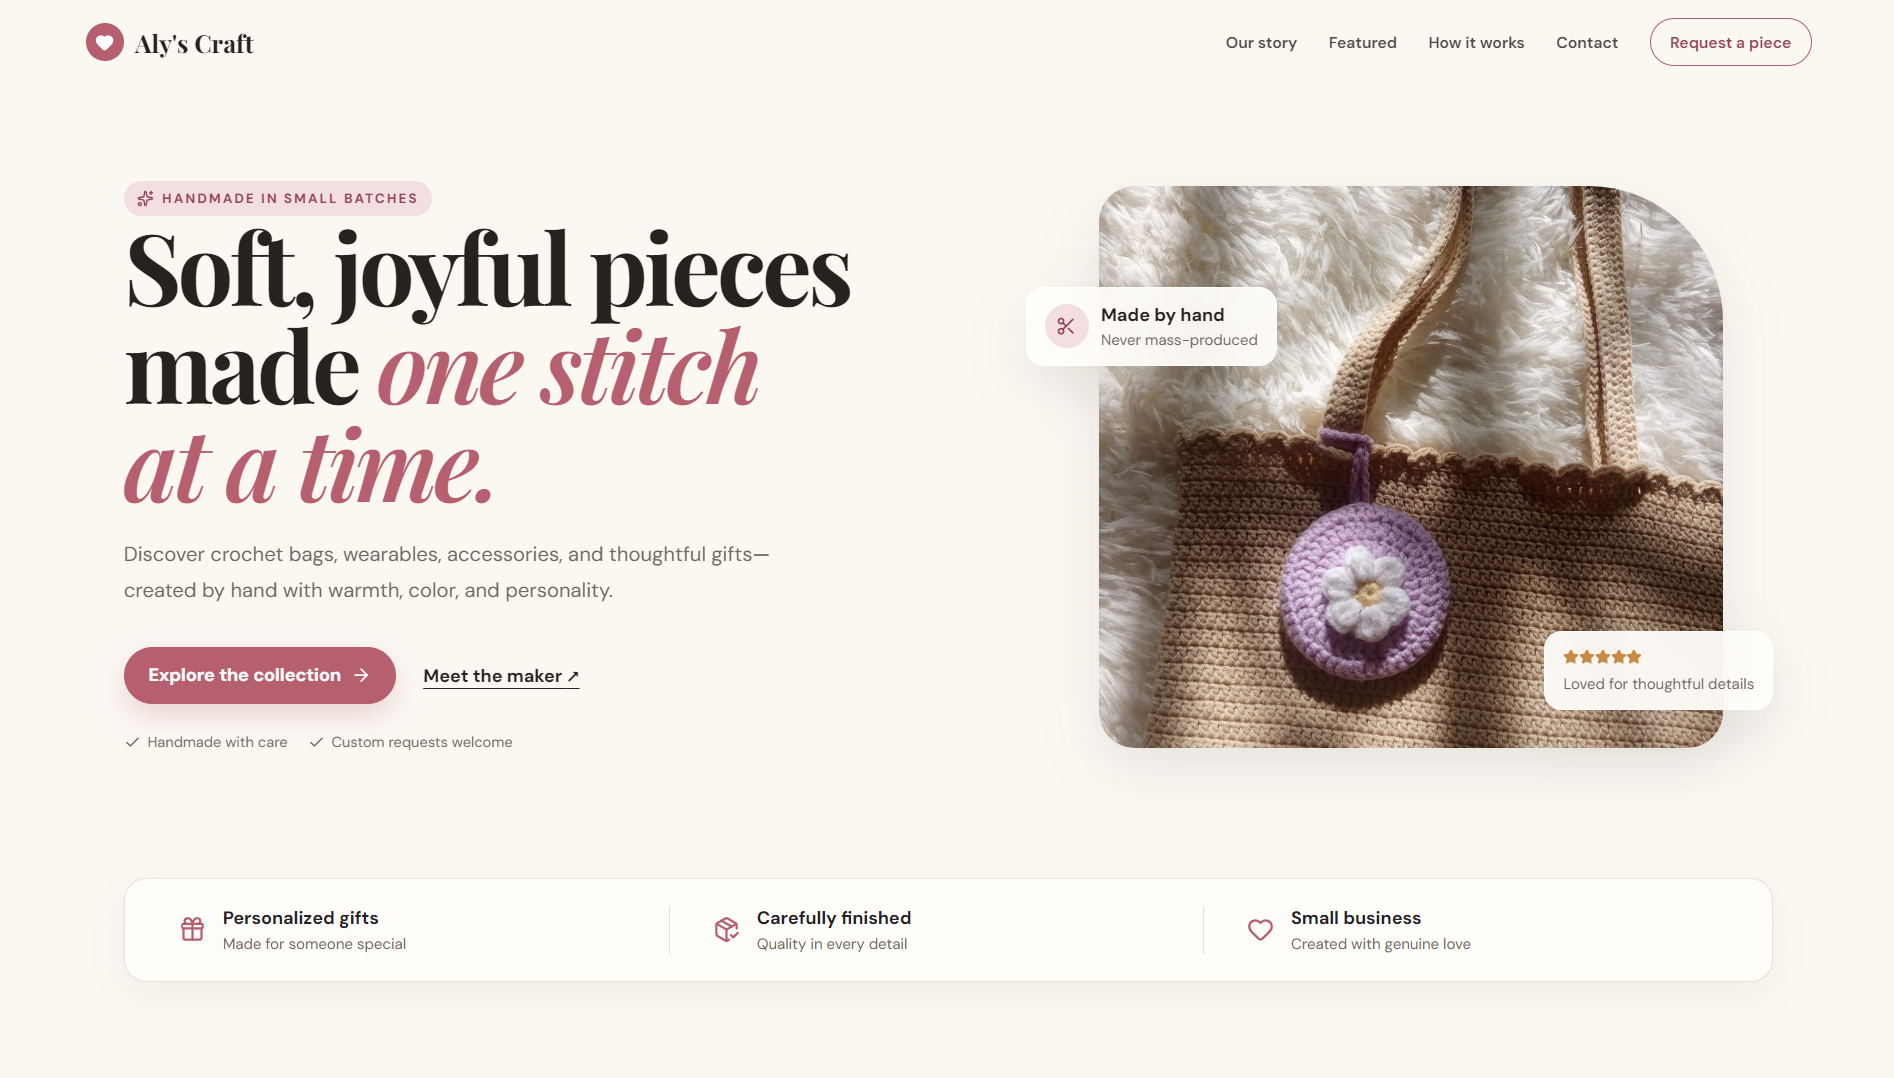 Aly's Craft
Our story
Featured
How it works
Contact
Request a piece
HANDMADE IN SMALL BATCHES
Soft, joyful pieces
made one stitch
at a time.
Discover crochet bags, wearables, accessories, and thoughtful gifts—
created by hand with warmth, color, and personality.
Explore the collection →
Meet the maker ↗
Handmade with care
Custom requests welcome
Made by hand
Never mass-produced
Loved for thoughtful details
Personalized gifts
Made for someone special
Carefully finished
Quality in every detail
Small business
Created with genuine love